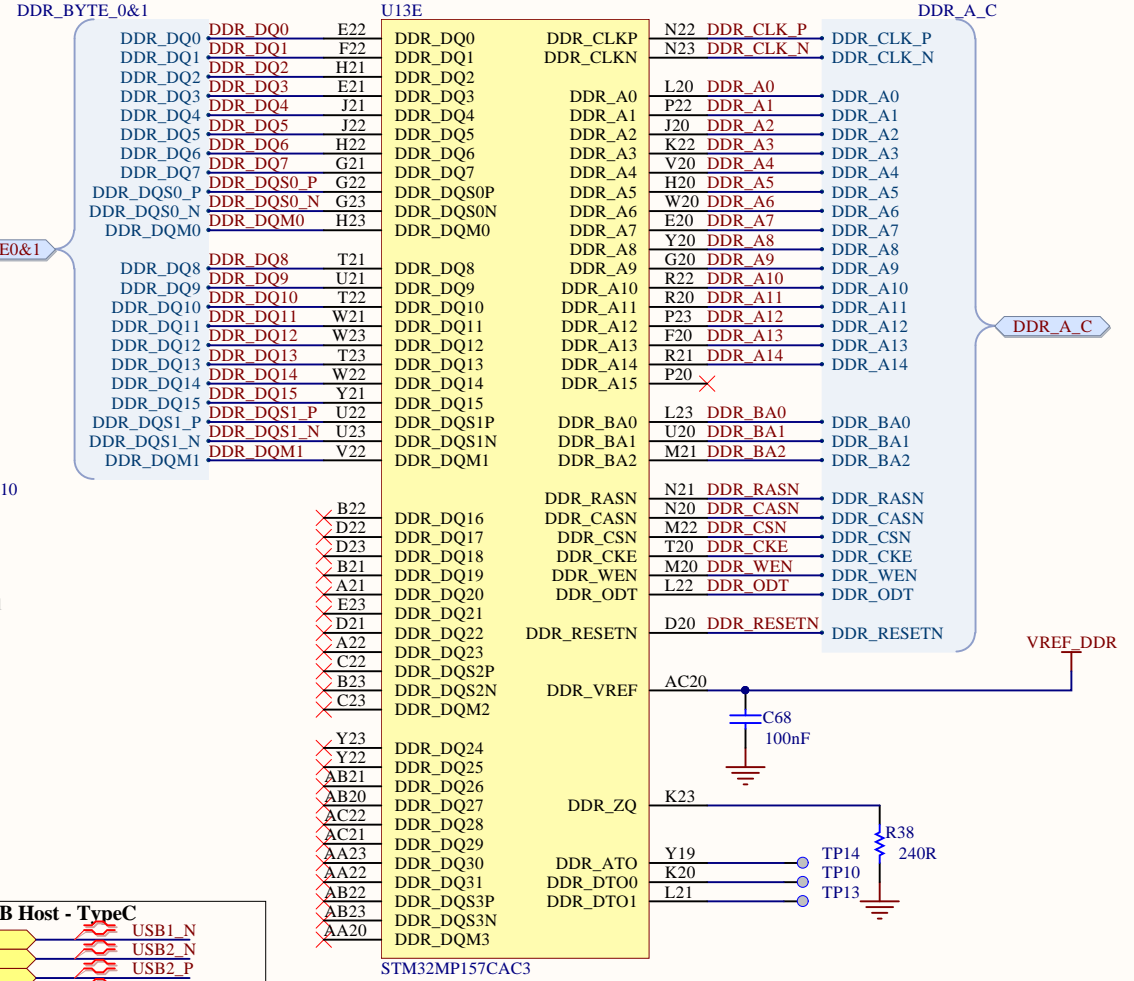 DDR_BYTE_0&1 U13E DDR_A_C
DDR_DQ0 DDR_DQ0 E22 DDR_DQ0 DDR_CLKP N22 DDR_CLK_P DDR_CLK_P
DDR_DQ1 DDR_DQ1 F22 DDR_DQ1 DDR_CLKN N23 DDR_CLK_N DDR_CLK_N
DDR_DQ2 DDR_DQ2 H21 DDR_DQ2
DDR_DQ3 DDR_DQ3 E21 DDR_DQ3 DDR_A0 L20 DDR_A0 DDR_A0
DDR_DQ4 DDR_DQ4 J21 DDR_DQ4 DDR_A1 P22 DDR_A1 DDR_A1
DDR_DQ5 DDR_DQ5 J22 DDR_DQ5 DDR_A2 J20 DDR_A2 DDR_A2
DDR_DQ6 DDR_DQ6 H22 DDR_DQ6 DDR_A3 K22 DDR_A3 DDR_A3
DDR_DQ7 DDR_DQ7 G21 DDR_DQ7 DDR_A4 V20 DDR_A4 DDR_A4
DDR_DQS0_P DDR_DQS0_P G22 DDR_DQS0P DDR_A5 H20 DDR_A5 DDR_A5
DDR_DQS0_N DDR_DQS0_N G23 DDR_DQS0N DDR_A6 W20 DDR_A6 DDR_A6
DDR_DQM0 DDR_DQM0 H23 DDR_DQM0 DDR_A7 E20 DDR_A7 DDR_A7
E0&1 DDR_A8 Y20 DDR_A8 DDR_A8
DDR_DQ8 DDR_DQ8 T21 DDR_DQ8 DDR_A9 G20 DDR_A9 DDR_A9
DDR_DQ9 DDR_DQ9 U21 DDR_DQ9 DDR_A10 R22 DDR_A10 DDR_A10
DDR_DQ10 DDR_DQ10 T22 DDR_DQ10 DDR_A11 R20 DDR_A11 DDR_A11
DDR_DQ11 DDR_DQ11 W21 DDR_DQ11 DDR_A12 P23 DDR_A12 DDR_A12 DDR_A_C
DDR_DQ12 DDR_DQ12 W23 DDR_DQ12 DDR_A13 F20 DDR_A13 DDR_A13
DDR_DQ13 DDR_DQ13 T23 DDR_DQ13 DDR_A14 R21 DDR_A14 DDR_A14
DDR_DQ14 DDR_DQ14 W22 DDR_DQ14 DDR_A15 P20
DDR_DQ15 DDR_DQ15 Y21 DDR_DQ15
DDR_DQS1_P DDR_DQS1_P U22 DDR_DQS1P DDR_BA0 L23 DDR_BA0 DDR_BA0
DDR_DQS1_N DDR_DQS1_N U23 DDR_DQS1N DDR_BA1 U20 DDR_BA1 DDR_BA1
DDR_DQM1 DDR_DQM1 V22 DDR_DQM1 DDR_BA2 M21 DDR_BA2 DDR_BA2
10
DDR_RASN N21 DDR_RASN DDR_RASN
B22 DDR_DQ16 DDR_CASN N20 DDR_CASN DDR_CASN
D22 DDR_DQ17 DDR_CSN M22 DDR_CSN DDR_CSN
D23 DDR_DQ18 DDR_CKE T20 DDR_CKE DDR_CKE
B21 DDR_DQ19 DDR_WEN M20 DDR_WEN DDR_WEN
A21 DDR_DQ20 DDR_ODT L22 DDR_ODT DDR_ODT
E23 DDR_DQ21
D21 DDR_DQ22 DDR_RESETN D20 DDR_RESETN DDR_RESETN
A22 DDR_DQ23 VREF_DDR
C22 DDR_DQS2P
B23 DDR_DQS2N DDR_VREF AC20
C23 DDR_DQM2 C68
100nF
Y23 DDR_DQ24
Y22 DDR_DQ25
AB21 DDR_DQ26
AB20 DDR_DQ27 DDR_ZQ K23
AC22 DDR_DQ28 R38
AC21 DDR_DQ29 240R
AA23 DDR_DQ30 DDR_ATO Y19 TP14
AA22 DDR_DQ31 DDR_DTO0 K20 TP10
AB22 DDR_DQS3P DDR_DTO1 L21 TP13
AB23 DDR_DQS3N
AA20 DDR_DQM3
STM32MP157CAC3
B Host - TypeC
USB1_N
USB2_N
USB2_P